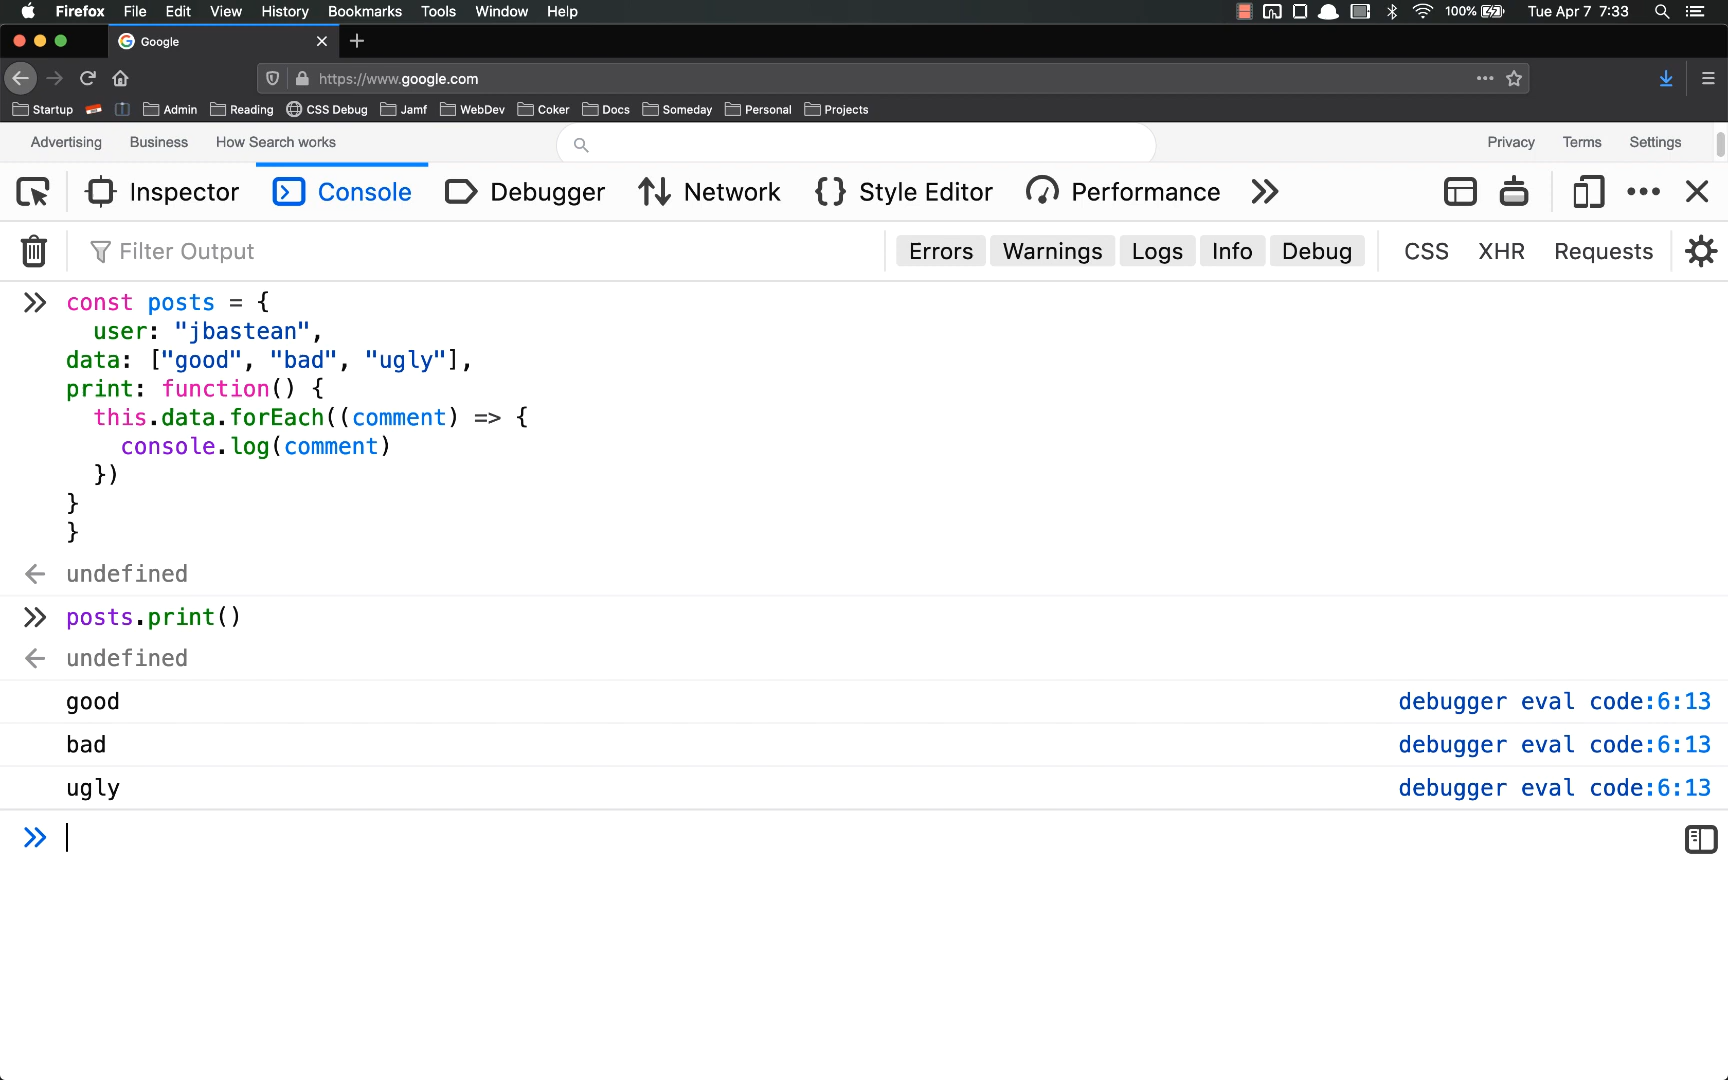 Firefox File Edit View History Bookmarks Tools Window Help 100% Tue Apr 7 7:33
Google
https://www.google.com
Startup Admin Reading CSS Debug Jamf WebDev Coker Docs Someday Personal Projects
Advertising Business How Search works Privacy Terms Settings
Inspector Console Debugger Network Style Editor Performance
Filter Output Errors Warnings Logs Info Debug CSS XHR Requests
const posts = {
  user: "jbastean",
data: ["good", "bad", "ugly"],
print: function() {
  this.data.forEach((comment) => {
    console.log(comment)
  })
}
}
undefined
posts.print()
undefined
good debugger eval code:6:13
bad debugger eval code:6:13
ugly debugger eval code:6:13